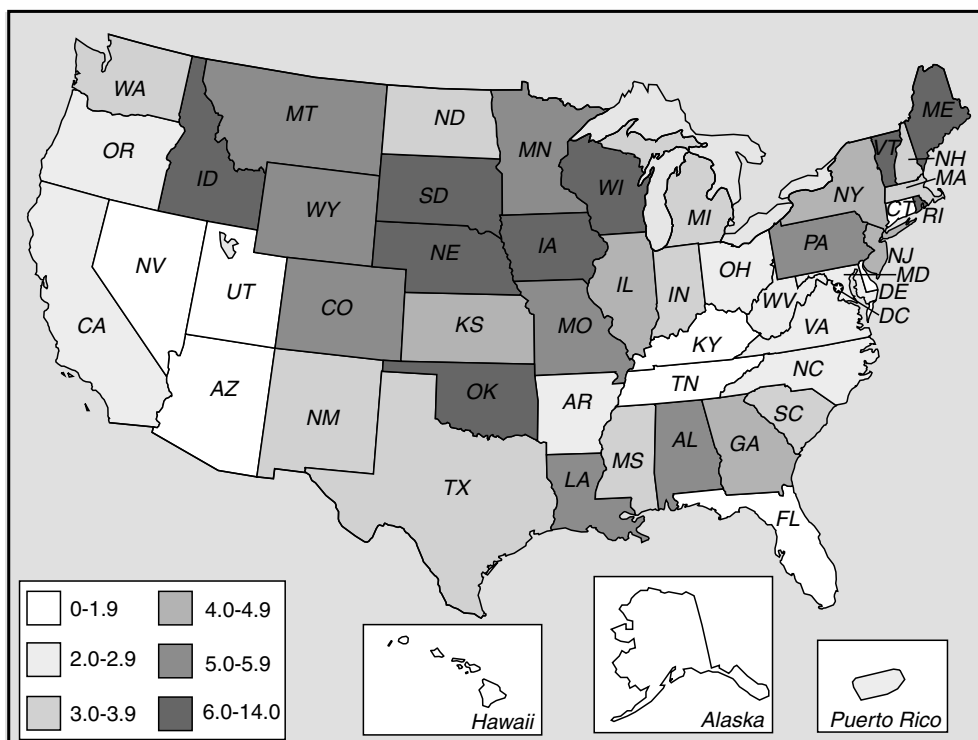 WA
MT
ND
MN
ME
OR
ID
SD
WI
VT
NH
WY
MI
NY
MA
CT
RI
NV
NE
IA
PA
NJ
UT
CO
IL
IN
OH
MD
CA
KS
MO
WV
DE
VA
DC
KY
AZ
NM
OK
AR
TN
NC
TX
LA
MS
AL
GA
SC
FL
0-1.9
4.0-4.9
2.0-2.9
5.0-5.9
3.0-3.9
6.0-14.0
Hawaii
Alaska
Puerto Rico